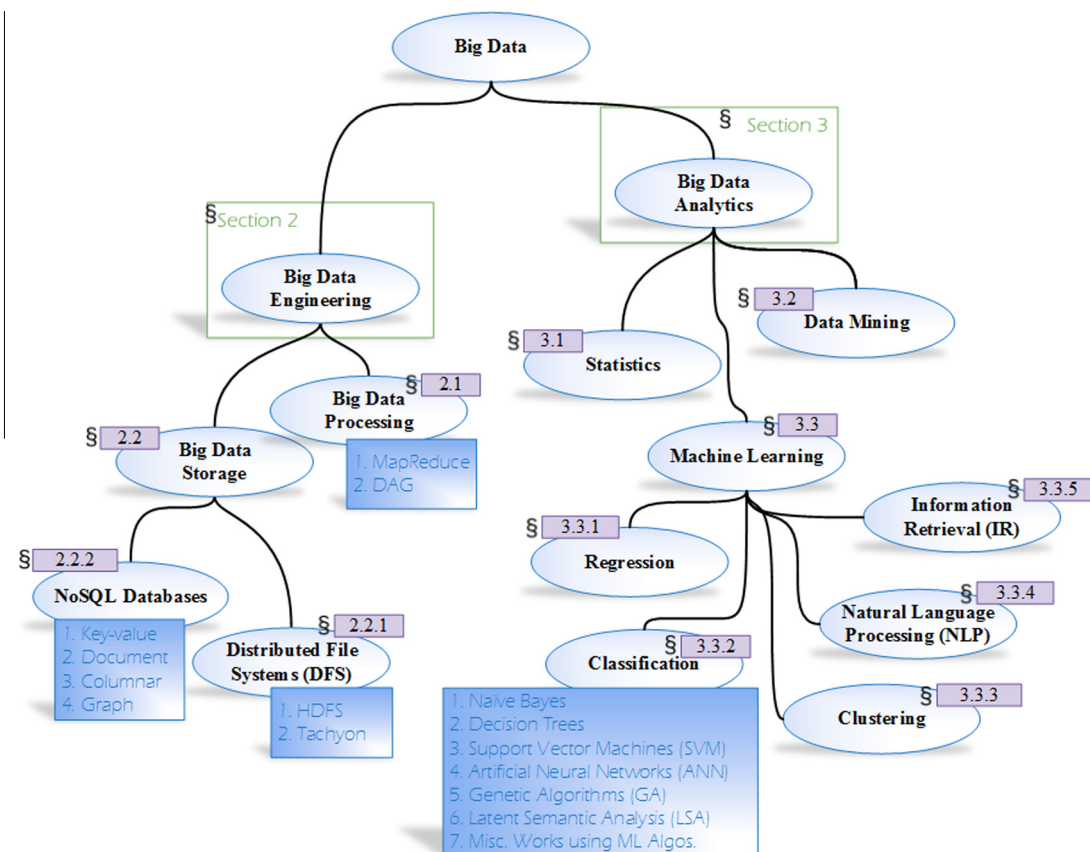 Big Data
§ Section 3
Big Data
Analytics
§ Section 2
Big Data
Engineering
§ 3.2
Data Mining
§ 3.1
Statistics
§ 2.1
Big Data
Processing
1. MapReduce
2. DAG
§ 2.2
Big Data
Storage
§ 3.3
Machine Learning
§ 3.3.5
Information
Retrieval (IR)
§ 3.3.1
Regression
§ 2.2.2
NoSQL Databases
1. Key-value
2. Document
3. Columnar
4. Graph
§ 2.2.1
Distributed File
Systems (DFS)
1. HDFS
2. Tachyon
§ 3.3.4
Natural Language
Processing (NLP)
§ 3.3.2
Classification
1. Naïve Bayes
2. Decision Trees
3. Support Vector Machines (SVM)
4. Artificial Neural Networks (ANN)
5. Genetic Algorithms (GA)
6. Latent Semantic Analysis (LSA)
7. Misc. Works using ML Algos.
§ 3.3.3
Clustering